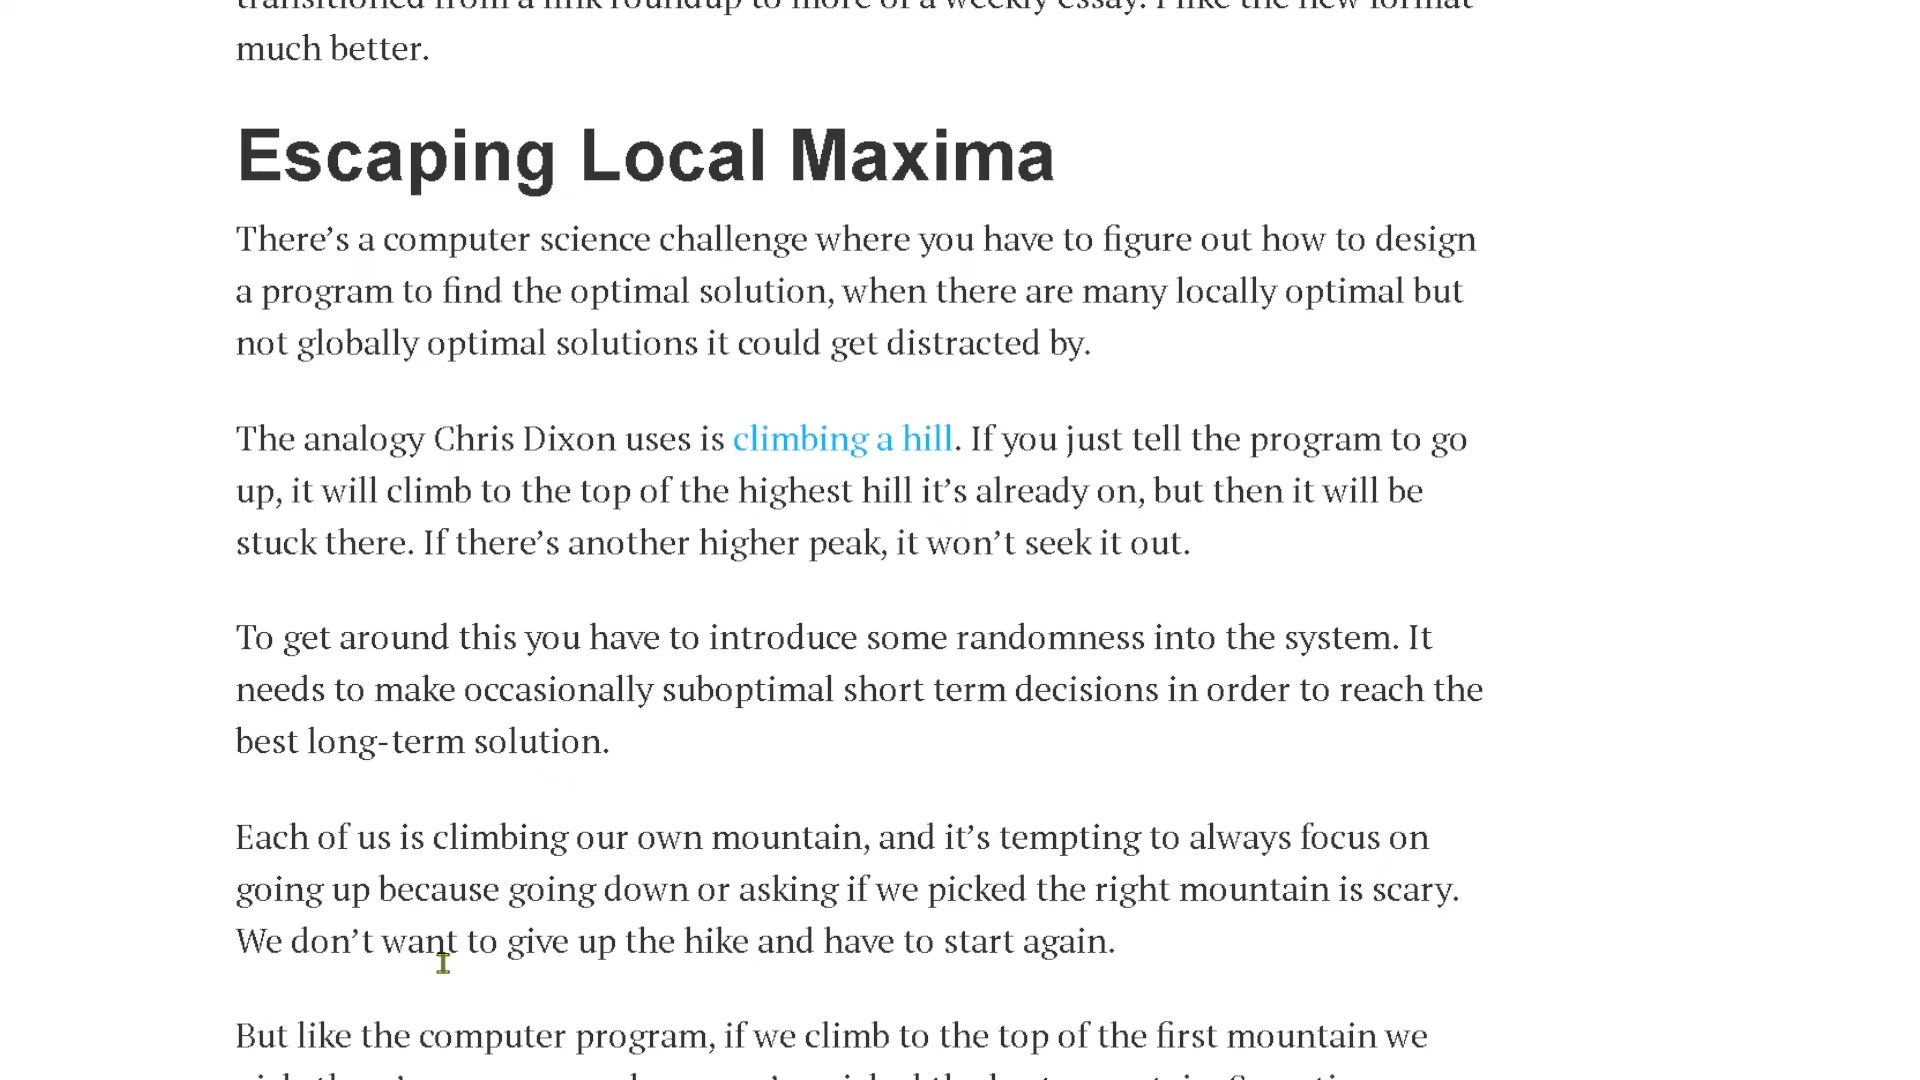 transitioned from a link roundup to more of a weekly essay. I like the new format
much better.
Escaping Local Maxima
There’s a computer science challenge where you have to figure out how to design
a program to find the optimal solution, when there are many locally optimal but
not globally optimal solutions it could get distracted by.
The analogy Chris Dixon uses is climbing a hill. If you just tell the program to go
up, it will climb to the top of the highest hill it’s already on, but then it will be
stuck there. If there’s another higher peak, it won’t seek it out.
To get around this you have to introduce some randomness into the system. It
needs to make occasionally suboptimal short term decisions in order to reach the
best long-term solution.
Each of us is climbing our own mountain, and it’s tempting to always focus on
going up because going down or asking if we picked the right mountain is scary.
We don’t want to give up the hike and have to start again.
But like the computer program, if we climb to the top of the first mountain we